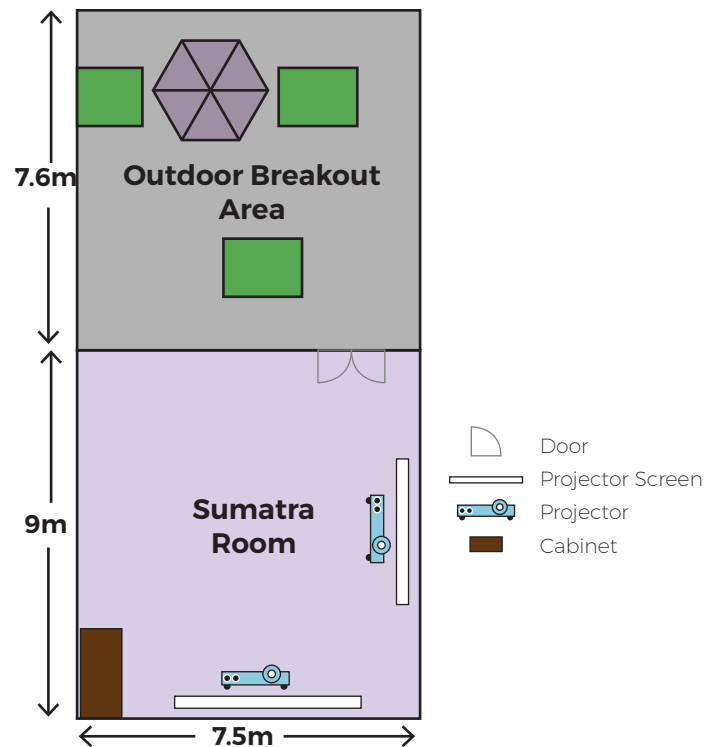 7.6m
Outdoor Breakout
Area
9m
Sumatra
Room
7.5m
Door
Projector Screen
Projector
Cabinet